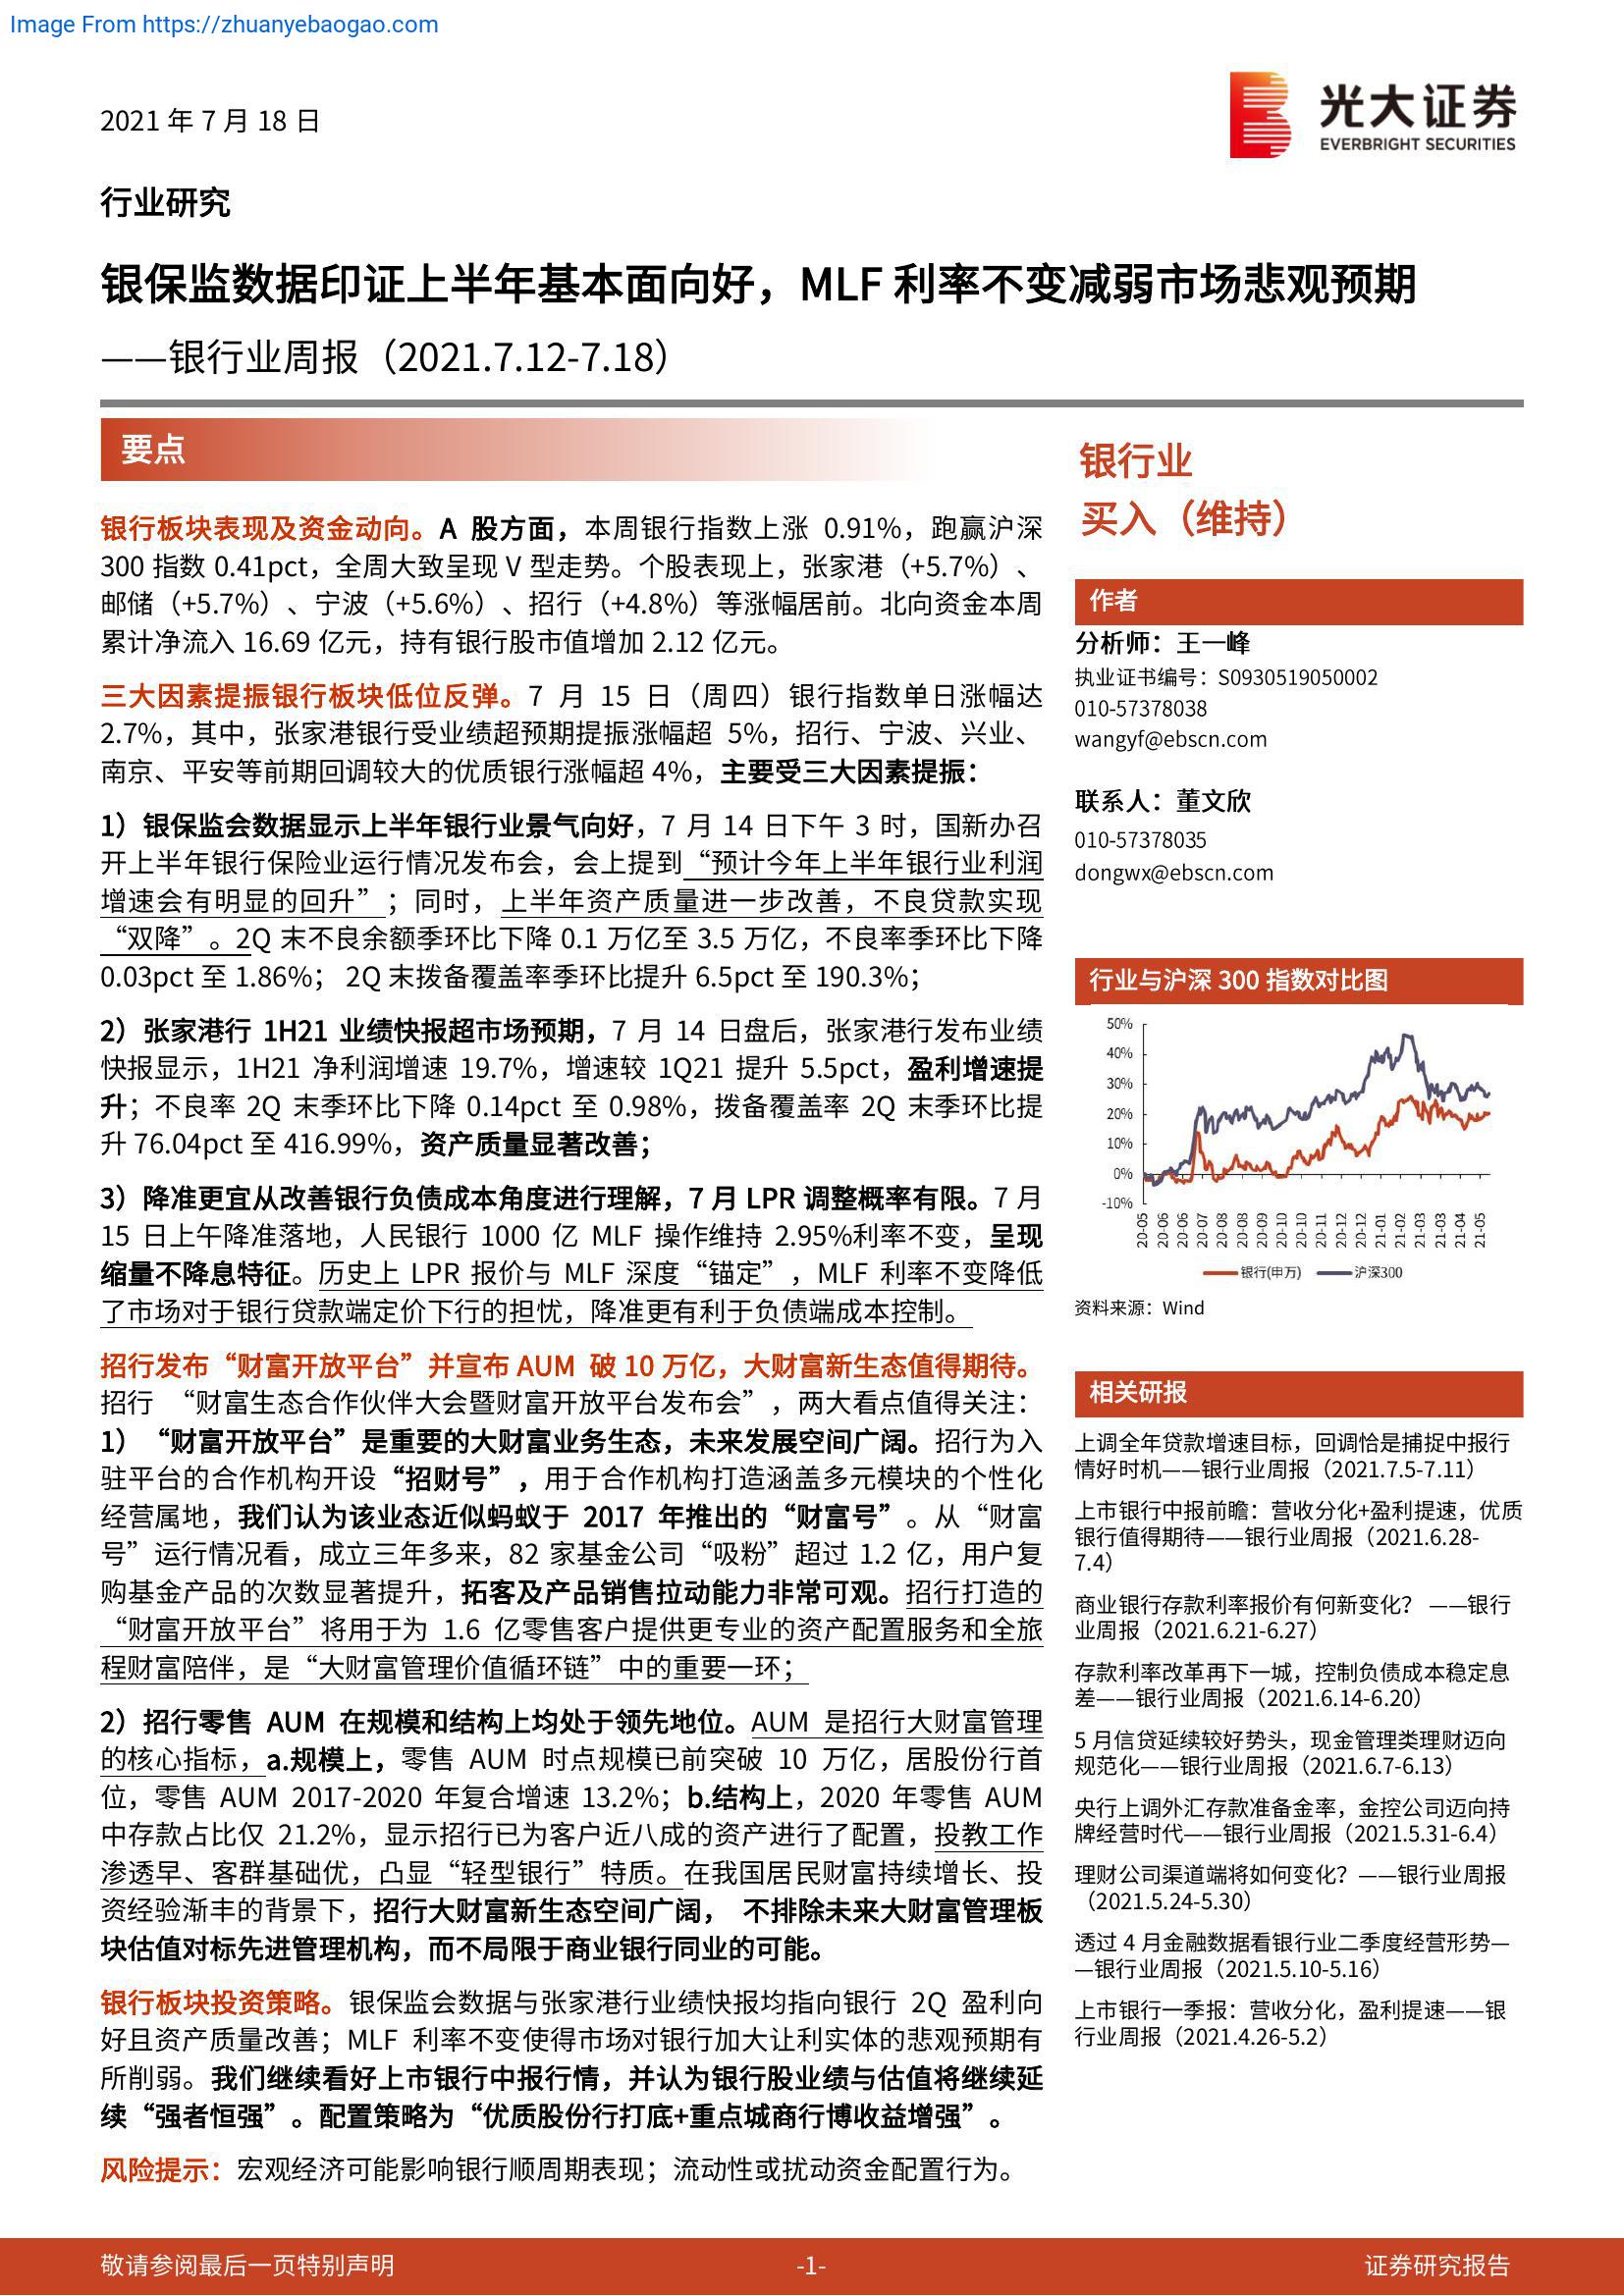 Image From https://zhuanyebaogao.com
2021 年 7 月 18 日
光大证券
EVERBRIGHT SECURITIES
行业研究
银保监数据印证上半年基本面向好，MLF 利率不变减弱市场悲观预期
——银行业周报（2021.7.12-7.18）
要点
银行板块表现及资金动向。A 股方面，本周银行指数上涨 0.91%，跑赢沪深
300 指数 0.41pct，全周大致呈现 V 型走势。个股表现上，张家港（+5.7%）、
邮储（+5.7%）、宁波（+5.6%）、招行（+4.8%）等涨幅居前。北向资金本周
累计净流入 16.69 亿元，持有银行股市值增加 2.12 亿元。
三大因素提振银行板块低位反弹。7 月 15 日（周四）银行指数单日涨幅达
2.7%，其中，张家港银行受业绩超预期提振涨幅超 5%，招行、宁波、兴业、
南京、平安等前期回调较大的优质银行涨幅超 4%，主要受三大因素提振：
1）银保监会数据显示上半年银行业景气向好，7 月 14 日下午 3 时，国新办召
开上半年银行保险业运行情况发布会，会上提到“预计今年上半年银行业利润
增速会有明显的回升”；同时，上半年资产质量进一步改善，不良贷款实现
“双降”。2Q 末不良余额季环比下降 0.1 万亿至 3.5 万亿，不良率季环比下降
0.03pct 至 1.86%； 2Q 末拨备覆盖率季环比提升 6.5pct 至 190.3%；
2）张家港行 1H21 业绩快报超市场预期，7 月 14 日盘后，张家港行发布业绩
快报显示，1H21 净利润增速 19.7%，增速较 1Q21 提升 5.5pct，盈利增速提
升；不良率 2Q 末季环比下降 0.14pct 至 0.98%，拨备覆盖率 2Q 末季环比提
升 76.04pct 至 416.99%，资产质量显著改善；
3）降准更宜从改善银行负债成本角度进行理解，7 月 LPR 调整概率有限。7 月
15 日上午降准落地，人民银行 1000 亿 MLF 操作维持 2.95%利率不变，呈现
缩量不降息特征。历史上 LPR 报价与 MLF 深度“锚定”，MLF 利率不变降低
了市场对于银行贷款端定价下行的担忧，降准更有利于负债端成本控制。
招行发布“财富开放平台”并宣布 AUM 破 10 万亿，大财富新生态值得期待。
招行 “财富生态合作伙伴大会暨财富开放平台发布会”，两大看点值得关注：
1）“财富开放平台”是重要的大财富业务生态，未来发展空间广阔。招行为入
驻平台的合作机构开设“招财号”，用于合作机构打造涵盖多元模块的个性化
经营属地，我们认为该业态近似蚂蚁于 2017 年推出的“财富号”。从“财富
号”运行情况看，成立三年多来，82 家基金公司“吸粉”超过 1.2 亿，用户复
购基金产品的次数显著提升，拓客及产品销售拉动能力非常可观。招行打造的
“财富开放平台”将用于为 1.6 亿零售客户提供更专业的资产配置服务和全旅
程财富陪伴，是“大财富管理价值循环链”中的重要一环；
2）招行零售 AUM 在规模和结构上均处于领先地位。AUM 是招行大财富管理
的核心指标，a.规模上，零售 AUM 时点规模已前突破 10 万亿，居股份行首
位，零售 AUM 2017-2020 年复合增速 13.2%；b.结构上，2020 年零售 AUM
中存款占比仅 21.2%，显示招行已为客户近八成的资产进行了配置，投教工作
渗透早、客群基础优，凸显“轻型银行”特质。在我国居民财富持续增长、投
资经验渐丰的背景下，招行大财富新生态空间广阔， 不排除未来大财富管理板
块估值对标先进管理机构，而不局限于商业银行同业的可能。
银行板块投资策略。银保监会数据与张家港行业绩快报均指向银行 2Q 盈利向
好且资产质量改善；MLF 利率不变使得市场对银行加大让利实体的悲观预期有
所削弱。我们继续看好上市银行中报行情，并认为银行股业绩与估值将继续延
续“强者恒强”。配置策略为“优质股份行打底+重点城商行博收益增强”。
风险提示：宏观经济可能影响银行顺周期表现；流动性或扰动资金配置行为。
银行业
买入（维持）
作者
分析师：王一峰
执业证书编号：S0930519050002
010-57378038
wangyf@ebscn.com
联系人：董文欣
010-57378035
dongwx@ebscn.com
行业与沪深 300 指数对比图
50%
40%
30%
20%
10%
0%
-10%
20-05 20-06 20-06 20-07 20-08 20-08 20-09 20-10 20-10 20-11 20-12 20-12 21-01 21-02 21-03 21-03 21-04 21-05
银行(申万) 沪深300
资料来源：Wind
相关研报
上调全年贷款增速目标，回调恰是捕捉中报行
情好时机——银行业周报（2021.7.5-7.11）
上市银行中报前瞻：营收分化+盈利提速，优质
银行值得期待——银行业周报（2021.6.28-
7.4）
商业银行存款利率报价有何新变化？ ——银行
业周报（2021.6.21-6.27）
存款利率改革再下一城，控制负债成本稳定息
差——银行业周报（2021.6.14-6.20）
5 月信贷延续较好势头，现金管理类理财迈向
规范化——银行业周报（2021.6.7-6.13）
央行上调外汇存款准备金率，金控公司迈向持
牌经营时代——银行业周报（2021.5.31-6.4）
理财公司渠道端将如何变化？——银行业周报
（2021.5.24-5.30）
透过 4 月金融数据看银行业二季度经营形势—
—银行业周报（2021.5.10-5.16）
上市银行一季报：营收分化，盈利提速——银
行业周报（2021.4.26-5.2）
敬请参阅最后一页特别声明
-1-
证券研究报告